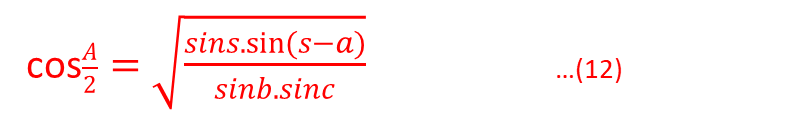 cos A/2 = √(sins.sin(s−a)/sinb.sinc) ...(12)